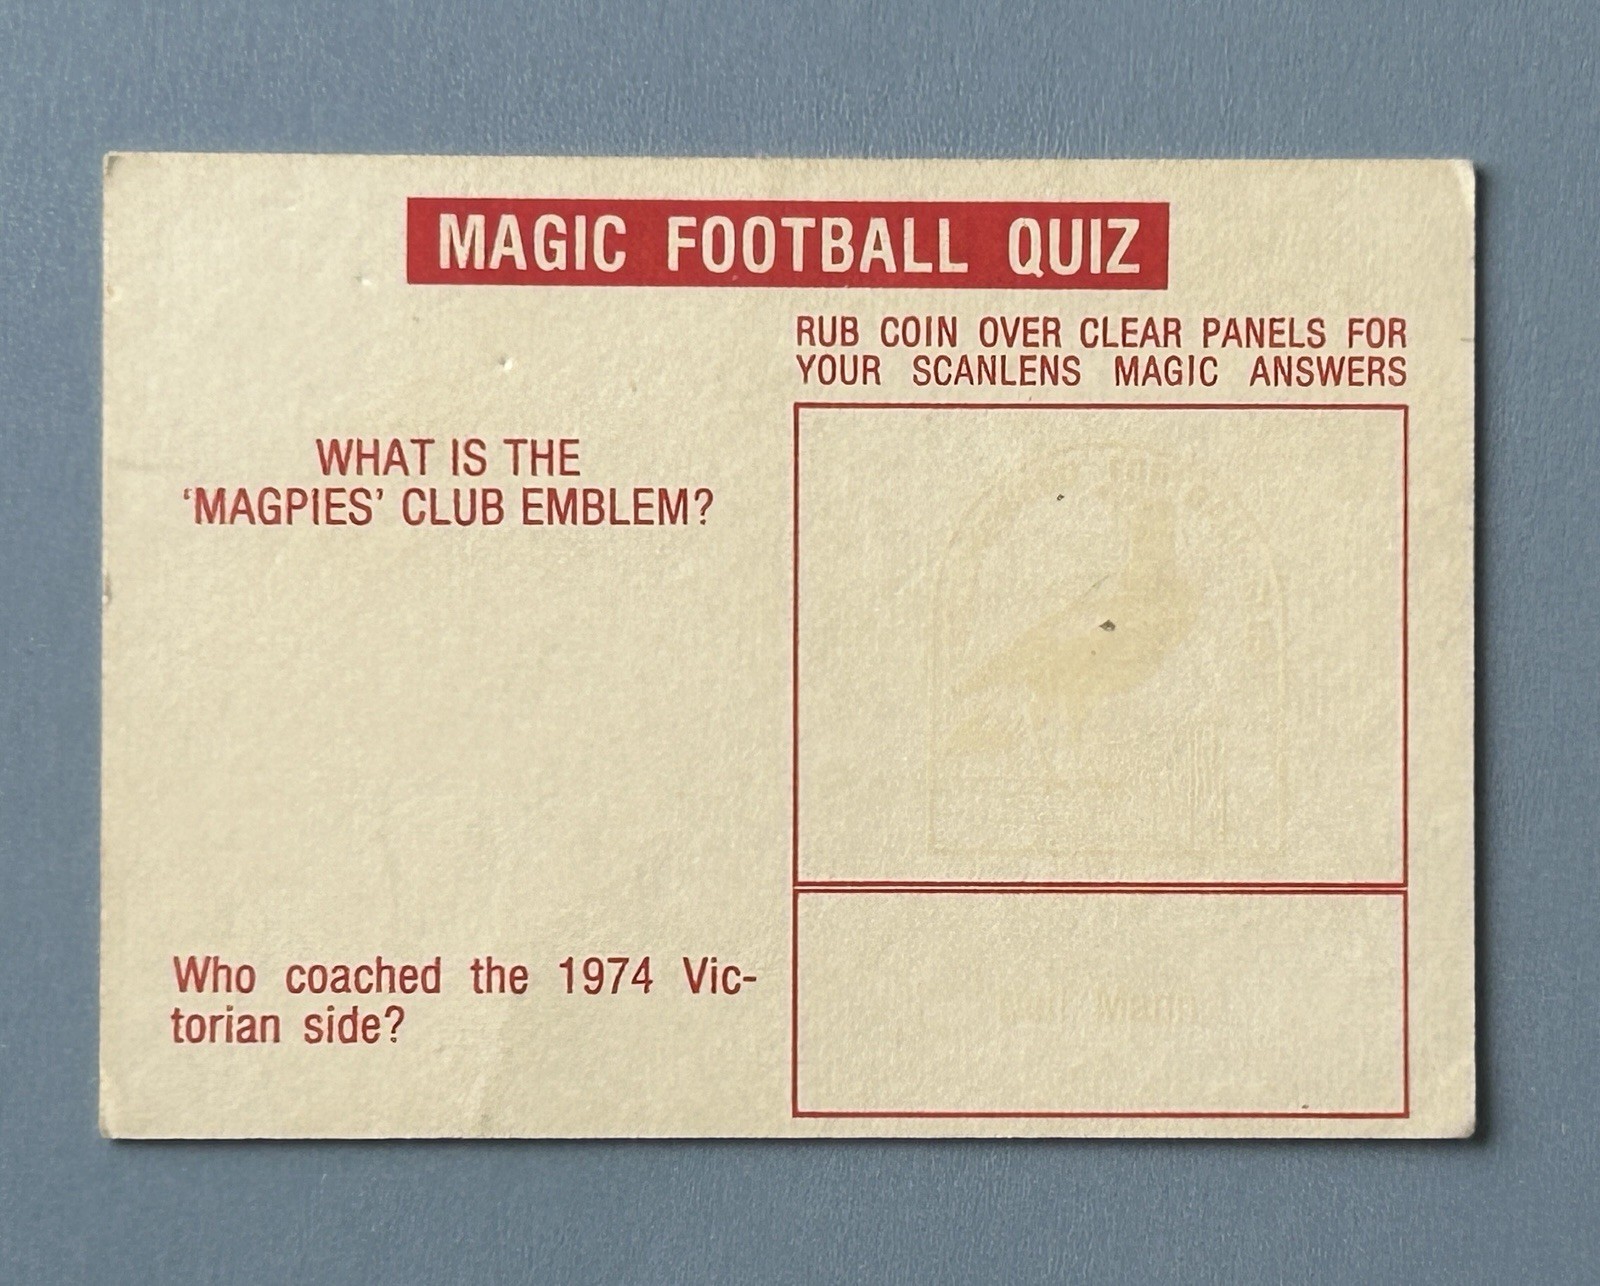 MAGIC FOOTBALL QUIZ
RUB COIN OVER CLEAR PANELS FOR
YOUR SCANLENS MAGIC ANSWERS
WHAT IS THE
'MAGPIES' CLUB EMBLEM?
Who coached the 1974 Vic-
torian side?